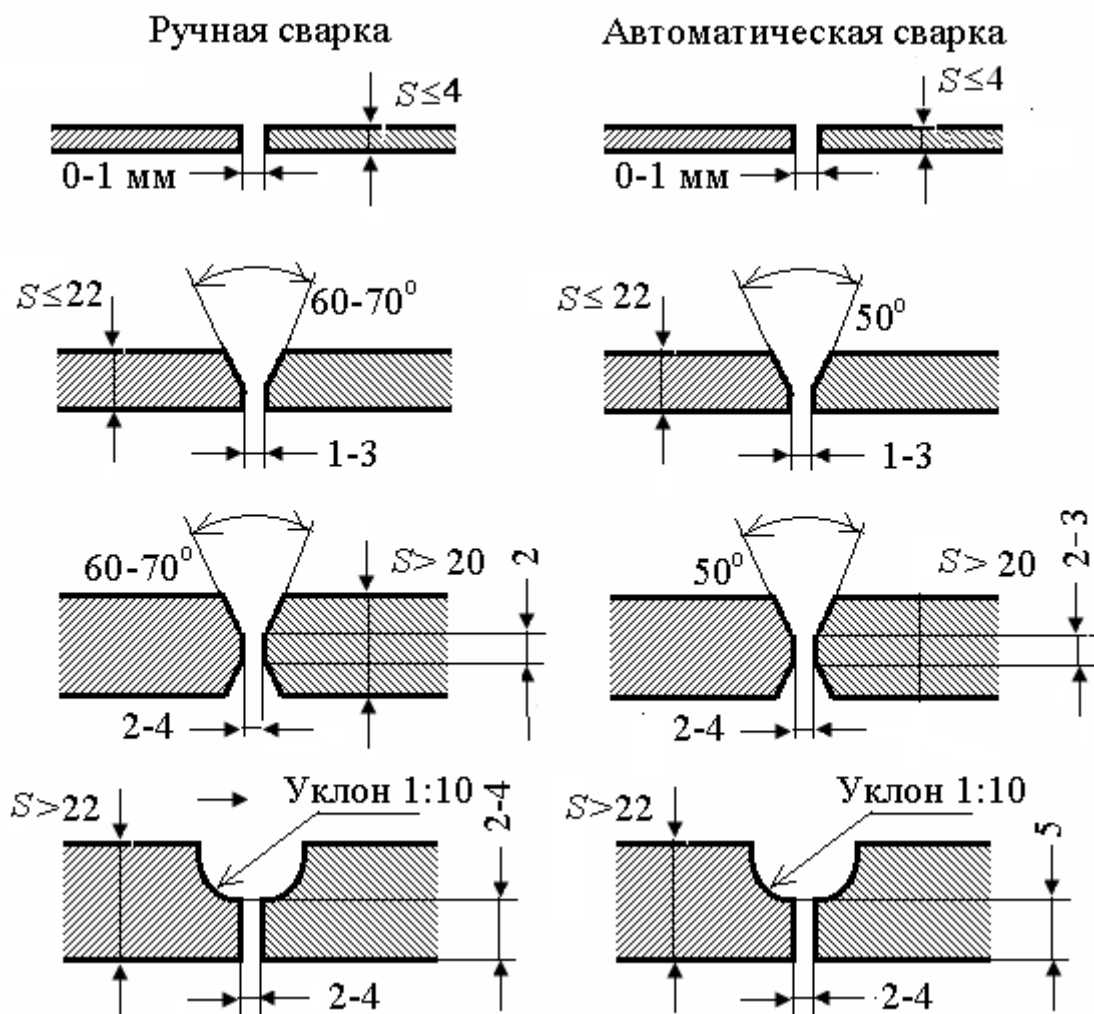 Ручная сварка
Автоматическая сварка
S≤4
S≤4
0-1 мм
0-1 мм
S≤22
60-70°
S≤ 22
50°
1-3
1-3
60-70°
S> 20
2
50°
S> 20
2-3
2-4
2-4
S>22
Уклон 1:10
2-4
S>22
Уклон 1:10
5
2-4
2-4